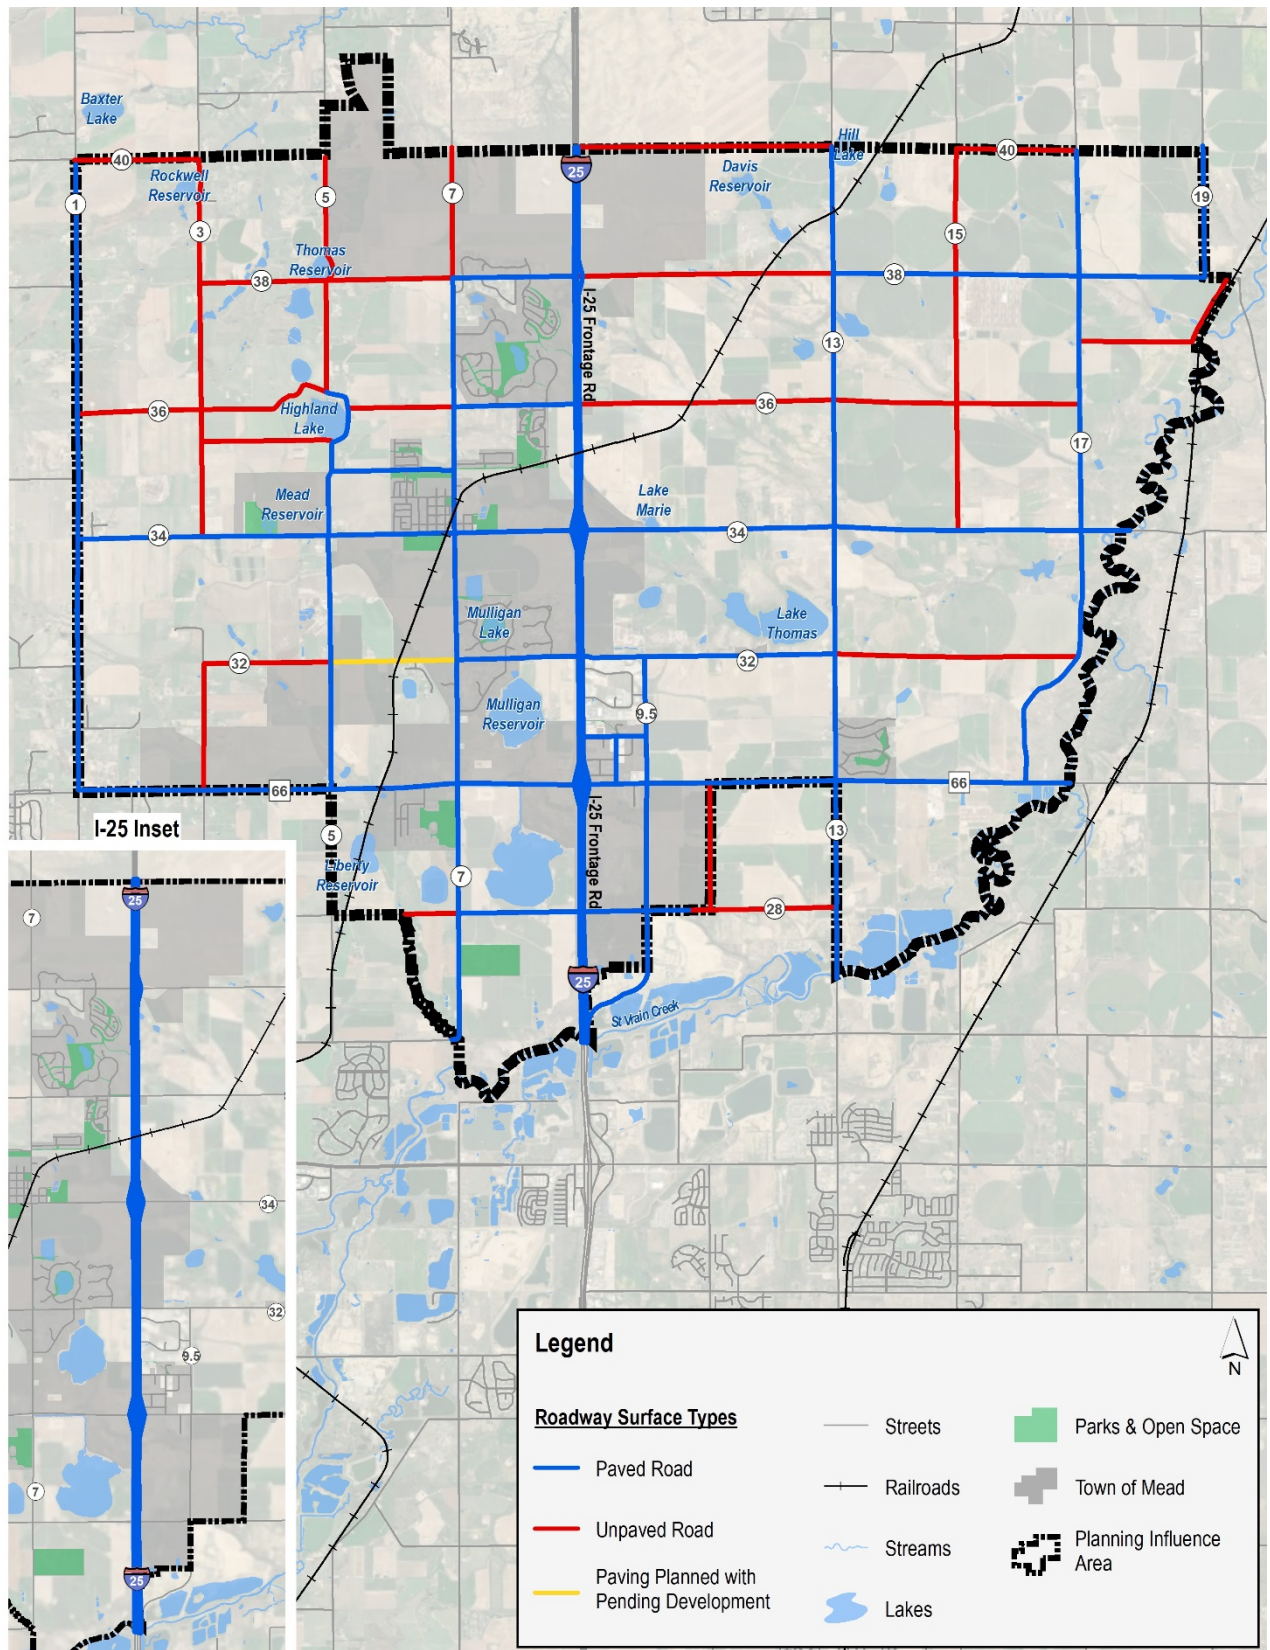 Baxter
Lake
Hill
Lake
40
40
25
Rockwell
Reservoir
Davis
Reservoir
1
5
7
19
3
15
Thomas
Reservoir
38
38
I-25 Frontage Rd
13
36
Highland
Lake
36
17
Mead
Reservoir
Lake
Marie
34
34
Mulligan
Lake
Lake
Thomas
32
32
Mulligan
Reservoir
9.5
66
66
I-25 Inset
I-25 Frontage Rd
5
13
Liberty
Reservoir
7
28
25
St Vrain Creek
25
7
34
32
9.5
7
25
Legend
N
Roadway Surface Types
Paved Road
Unpaved Road
Paving Planned with
Pending Development
Streets
Railroads
Streams
Lakes
Parks & Open Space
Town of Mead
Planning Influence
Area